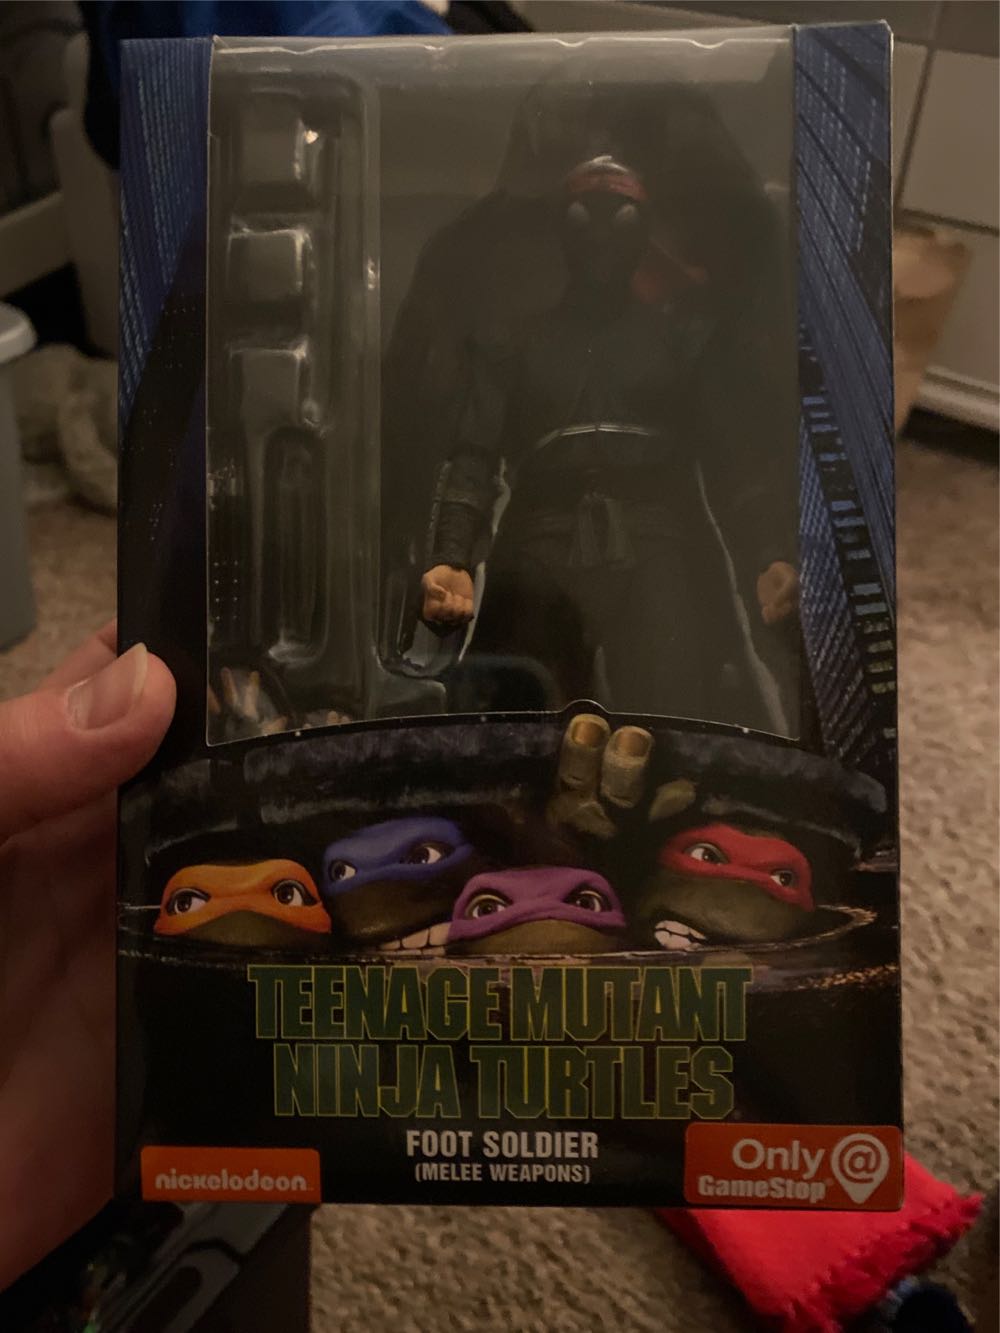 TEENAGE MUTANT
NINJA TURTLES
FOOT SOLDIER
(MELEE WEAPONS)
nickelodeon
Only @
GameStop